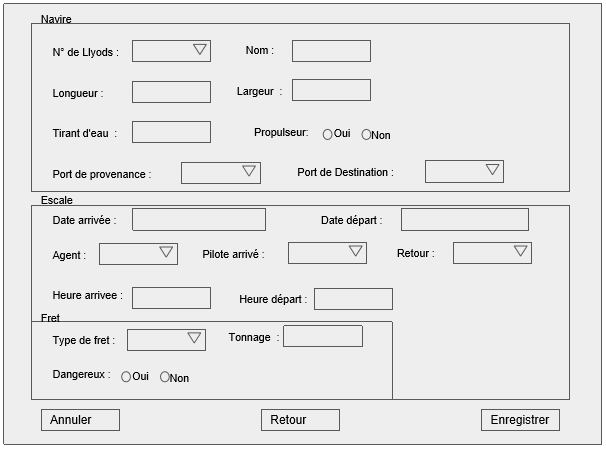 Navire
N° de Llyods :
Nom :
Longueur :
Largeur :
Tirant d'eau :
Propulseur: Oui Non
Port de provenance :
Port de Destination :
Escale
Date arrivée :
Date départ :
Agent :
Pilote arrivé :
Retour :
Heure arrivee :
Heure départ :
Fret
Type de fret :
Tonnage :
Dangereux : Oui Non
Annuler
Retour
Enregistrer